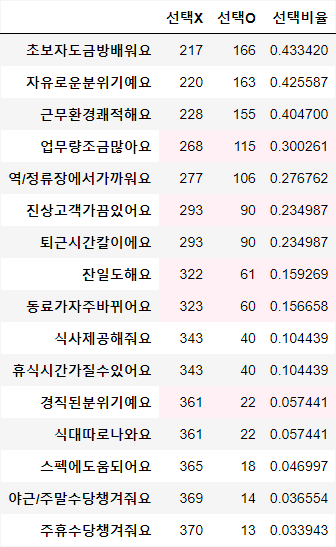 선택X 선택O 선택비율
초보자도금방배워요 217 166 0.433420
자유로운분위기예요 220 163 0.425587
근무환경쾌적해요 228 155 0.404700
업무량조금많아요 268 115 0.300261
역/정류장에서가까워요 277 106 0.276762
진상고객가끔있어요 293 90 0.234987
퇴근시간칼이에요 293 90 0.234987
잔일도해요 322 61 0.159269
동료가자주바뀌어요 323 60 0.156658
식사제공해줘요 343 40 0.104439
휴식시간가질수있어요 343 40 0.104439
경직된분위기예요 361 22 0.057441
식대따로나와요 361 22 0.057441
스펙에도움되어요 365 18 0.046997
야근/주말수당챙겨줘요 369 14 0.036554
주휴수당챙겨줘요 370 13 0.033943